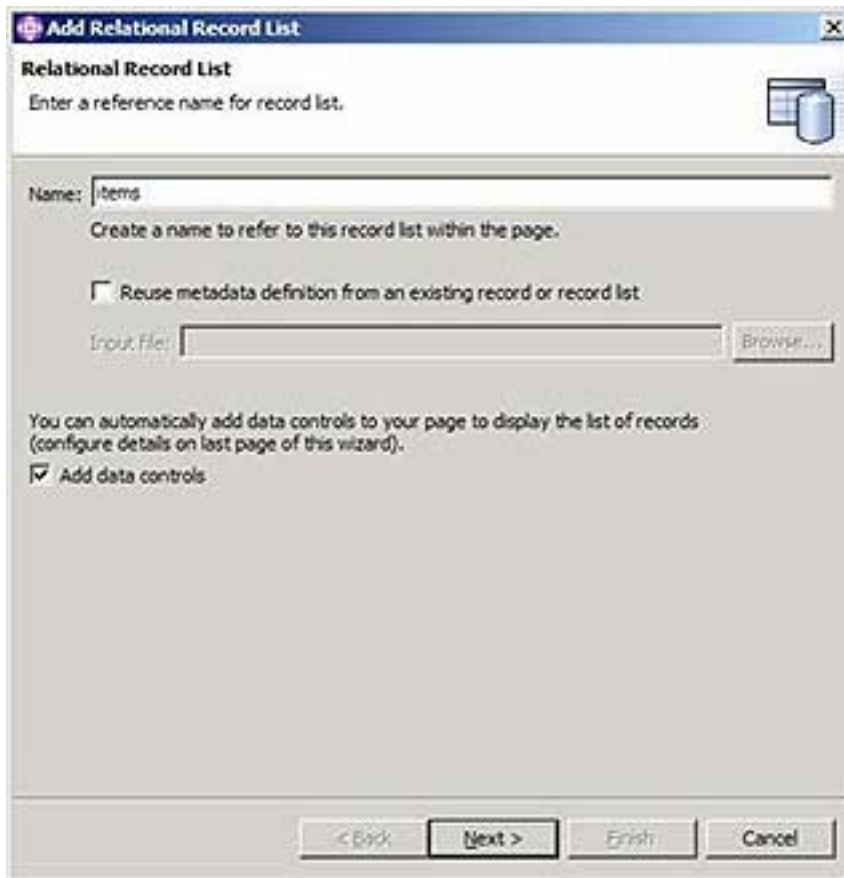 Add Relational Record List
Relational Record List
Enter a reference name for record list.
Name: items
Create a name to refer to this record list within the page.
Reuse metadata definition from an existing record or record list
Input file: Browse...
You can automatically add data controls to your page to display the list of records
(configure details on last page of this wizard).
Add data controls
< Back Next > Finish Cancel